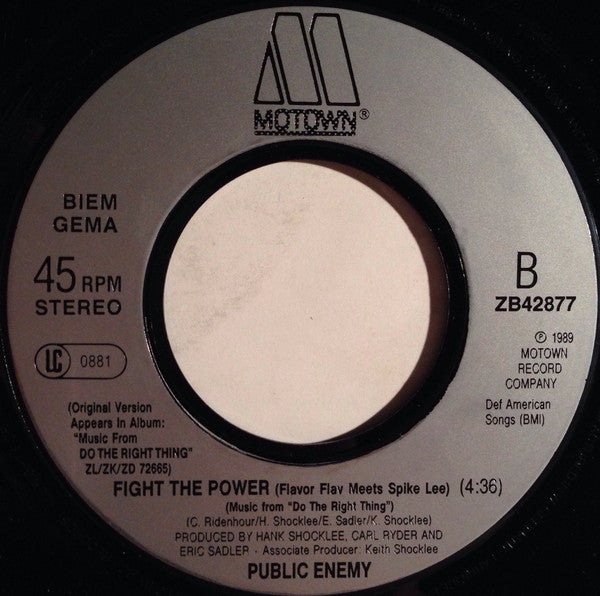 MOTOWN®
BIEM
GEMA
45 RPM
STEREO
LC 0881
B
ZB42877
℗ 1989
MOTOWN
RECORD
COMPANY
Def American
Songs (BMI)
(Original Version
Appears In Album:
"Music From
DO THE RIGHT THING"
ZL/ZK/ZD 72665)
FIGHT THE POWER (Flavor Flav Meets Spike Lee) (4:36)
(Music from "Do The Right Thing")
(C. Ridenhour/H. Shocklee/E. Sadler/K. Shocklee)
PRODUCED BY HANK SHOCKLEE, CARL RYDER AND
ERIC SADLER - Associate Producer: Keith Shocklee
PUBLIC ENEMY